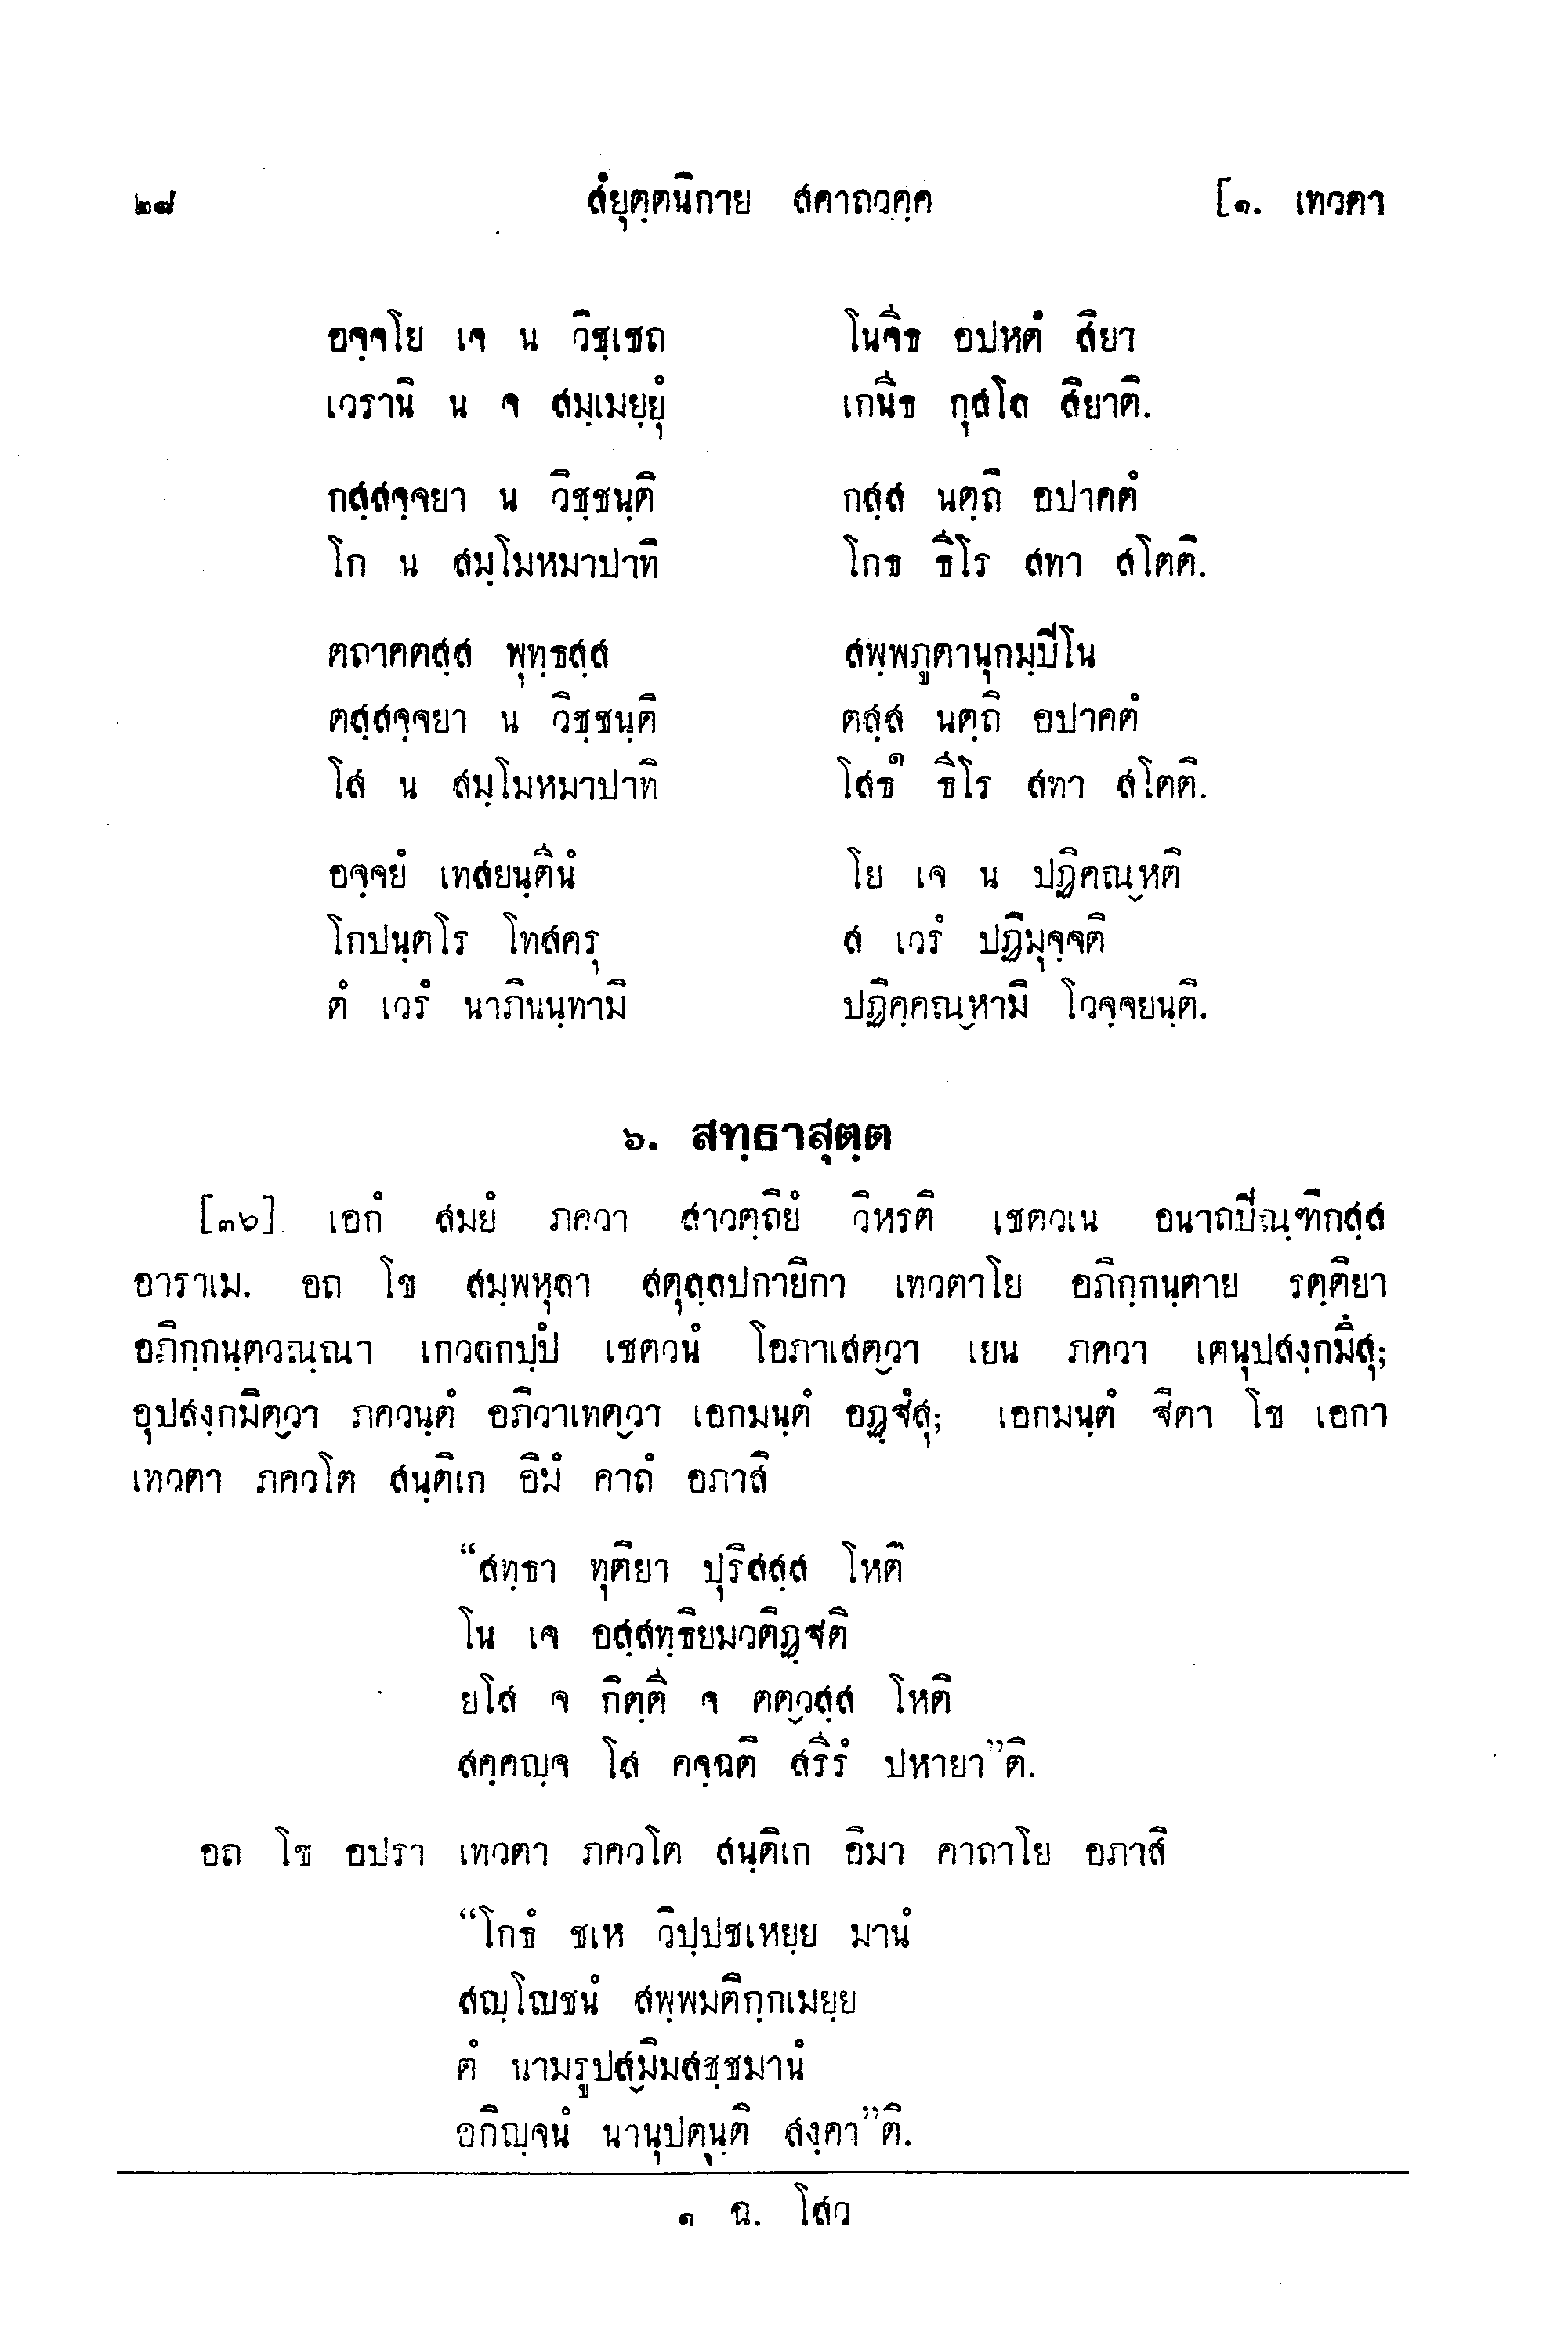 ๒๘ สํยุตฺตนิกาย สคาถวคฺค [๑. เทวตา
อจฺจโย เจ น วิชฺเชถ โนจีธ อปหตํ สิยา
เวรานิ น จ สมฺเมยฺยุํ เกนีธ กุสโล สิยาติ.
กสฺสจฺจยา น วิชฺชนฺติ กสฺส นตฺถิ อปาคตํ
โก น สมฺโมหมาปาทิ โกธ ธีโร สทา สโตติ.
ตถาคตสฺส พุทฺธสฺส สพฺพภูตานุกมฺปิโน
ตสฺสจฺจยา น วิชฺชนฺติ ตสฺส นตฺถิ อปาคตํ
โส น สมฺโมหมาปาทิ โสธ๑ ธีโร สทา สโตติ.
อจฺจยํ เทสยนฺตีนํ โย เจ น ปฏิคณ๎หติ
โกปนฺตโร โทสครุ ส เวรํ ปฏิมุจฺจติ
ตํ เวรํ นาภินนฺทามิ ปฏิคฺคณ๎หามิ โวจฺจยนฺติ.
๖. สทฺธาสุตฺต
[๓๖] เอกํ สมยํ ภควา สาวตฺถิยํ วิหรติ เชตวเน อนาถปิณฺฑิกสฺส
อาราเม. อถ โข สมฺพหุลา สตุลฺลปกายิกา เทวตาโย อภิกฺกนฺตาย รตฺติยา
อภิกฺกนฺตวณฺณา เกวลกปฺปํ เชตวนํ โอภาเสต๎วา เยน ภควา เตนุปสงฺกมึสุ;
อุปสงฺกมิต๎วา ภควนฺตํ อภิวาเทต๎วา เอกมนฺตํ อฏฺฐํสุ; เอกมนฺตํ ฐิตา โข เอกา
เทวตา ภควโต สนฺติเก อิมํ คาถํ อภาสิ
“สทฺธา ทุติยา ปุริสสฺส โหติ
โน เจ อสฺสทฺธิยมวติฏฺฐติ
ยโส จ กิตฺตี จ ตต๎วสฺส โหติ
สคฺคญฺจ โส คจฺฉติ สรีรํ ปหายา”ติ.
อถ โข อปรา เทวตา ภควโต สนฺติเก อิมา คาถาโย อภาสิ
“โกธํ ชเห วิปฺปชเหยฺย มานํ
สญฺโญชนํ สพฺพมติกฺกเมยฺย
ตํ นามรูปส๎มิมสชฺชมานํ
อกิญฺจนํ นานุปตนฺติ สงฺคา”ติ.
๑ ฉ. โสว